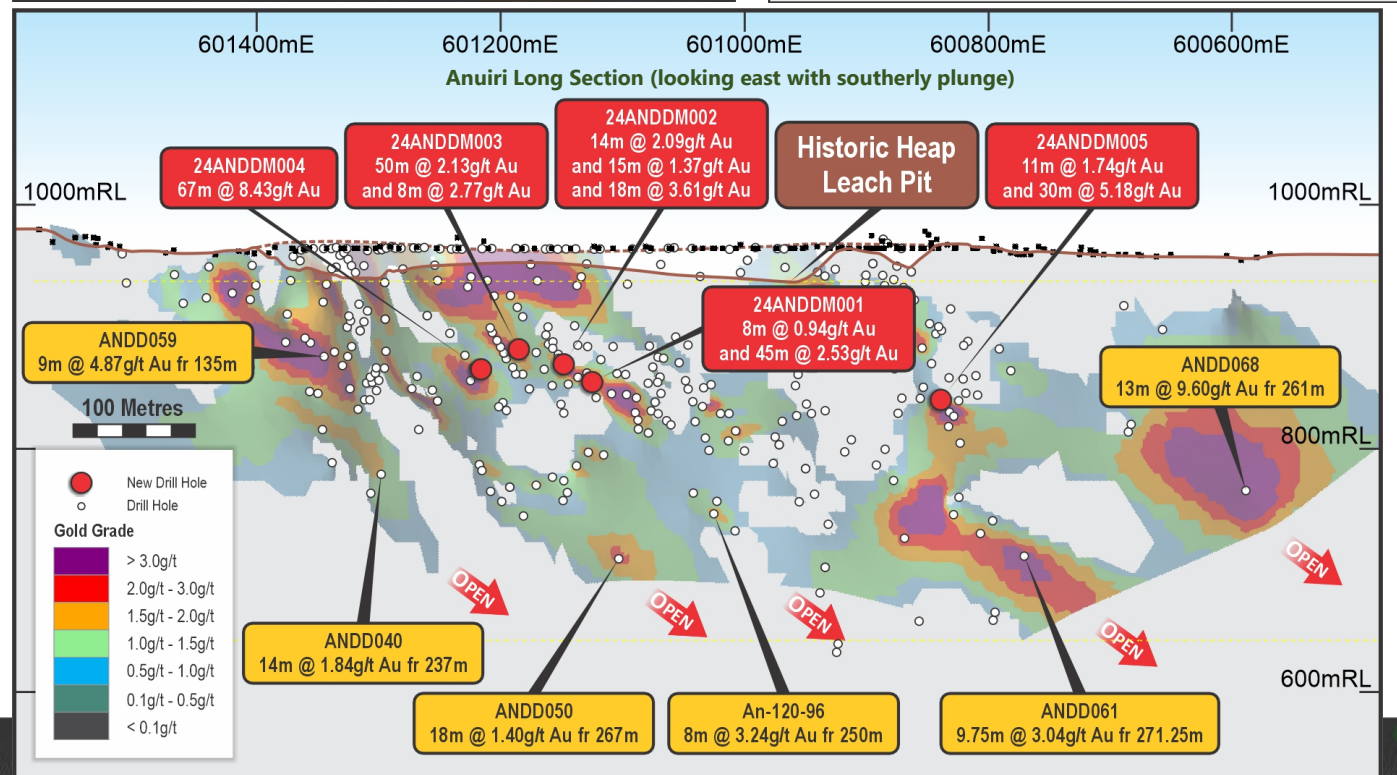 601400mE
601200mE
601000mE
600800mE
600600mE
Anuiri Long Section (looking east with southerly plunge)
24ANDDM004
67m @ 8.43g/t Au
24ANDDM003
50m @ 2.13g/t Au
and 8m @ 2.77g/t Au
24ANDDM002
14m @ 2.09g/t Au
and 15m @ 1.37g/t Au
and 18m @ 3.61g/t Au
Historic Heap
Leach Pit
24ANDDM005
11m @ 1.74g/t Au
and 30m @ 5.18g/t Au
1000mRL
1000mRL
24ANDDM001
8m @ 0.94g/t Au
and 45m @ 2.53g/t Au
ANDD059
9m @ 4.87g/t Au fr 135m
ANDD068
13m @ 9.60g/t Au fr 261m
100 Metres
800mRL
New Drill Hole
Drill Hole
Gold Grade
> 3.0g/t
2.0g/t - 3.0g/t
1.5g/t - 2.0g/t
1.0g/t - 1.5g/t
0.5g/t - 1.0g/t
0.1g/t - 0.5g/t
< 0.1g/t
OPEN
OPEN
OPEN
OPEN
OPEN
ANDD040
14m @ 1.84g/t Au fr 237m
600mRL
ANDD050
18m @ 1.40g/t Au fr 267m
An-120-96
8m @ 3.24g/t Au fr 250m
ANDD061
9.75m @ 3.04g/t Au fr 271.25m